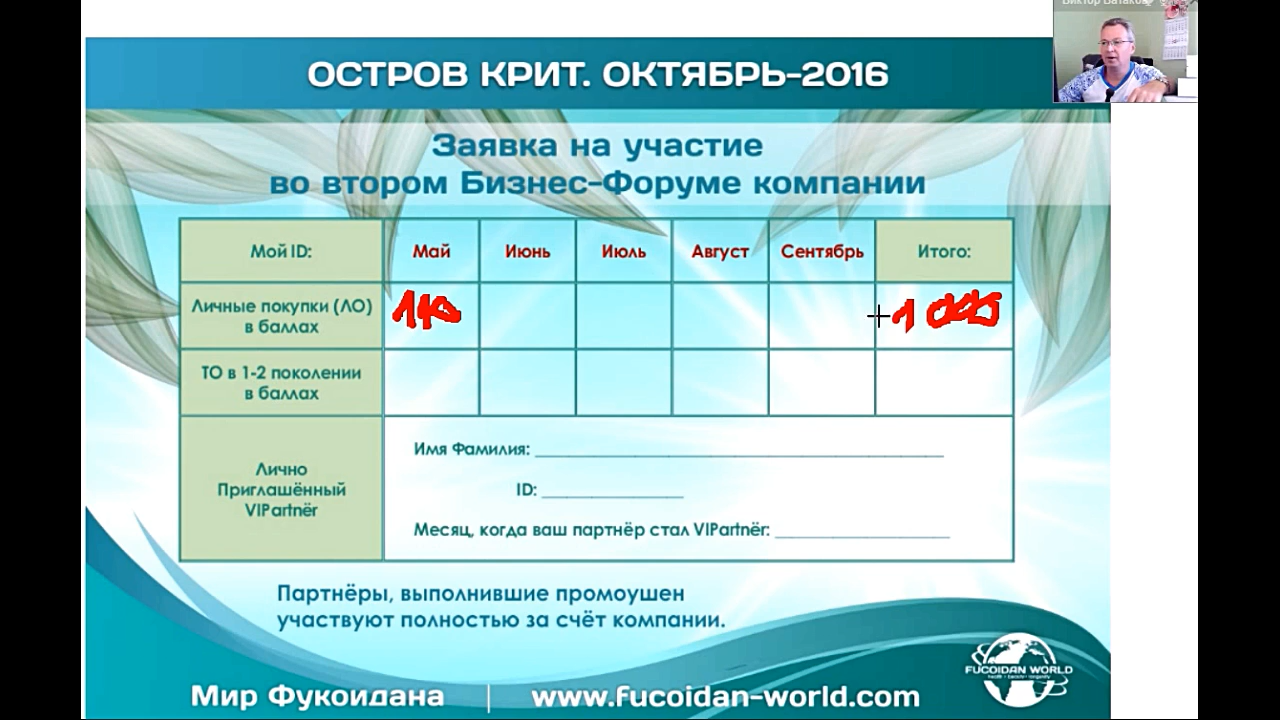 ОСТРОВ КРИТ. ОКТЯБРЬ-2016
Заявка на участие
во втором Бизнес-Форуме компании
Мой ID:
Май
Июнь
Июль
Август
Сентябрь
Итого:
Личные покупки (ЛО)
в баллах
ТО в 1-2 поколении
в баллах
Лично
Приглашённый
VIPartнёр
Имя Фамилия:
ID:
Месяц, когда ваш партнёр стал VIPartнёр:
Партнёры, выполнившие промоушен
участвуют полностью за счёт компании.
FUCOIDAN WORLD
Мир Фукоидана | www.fucoidan-world.com